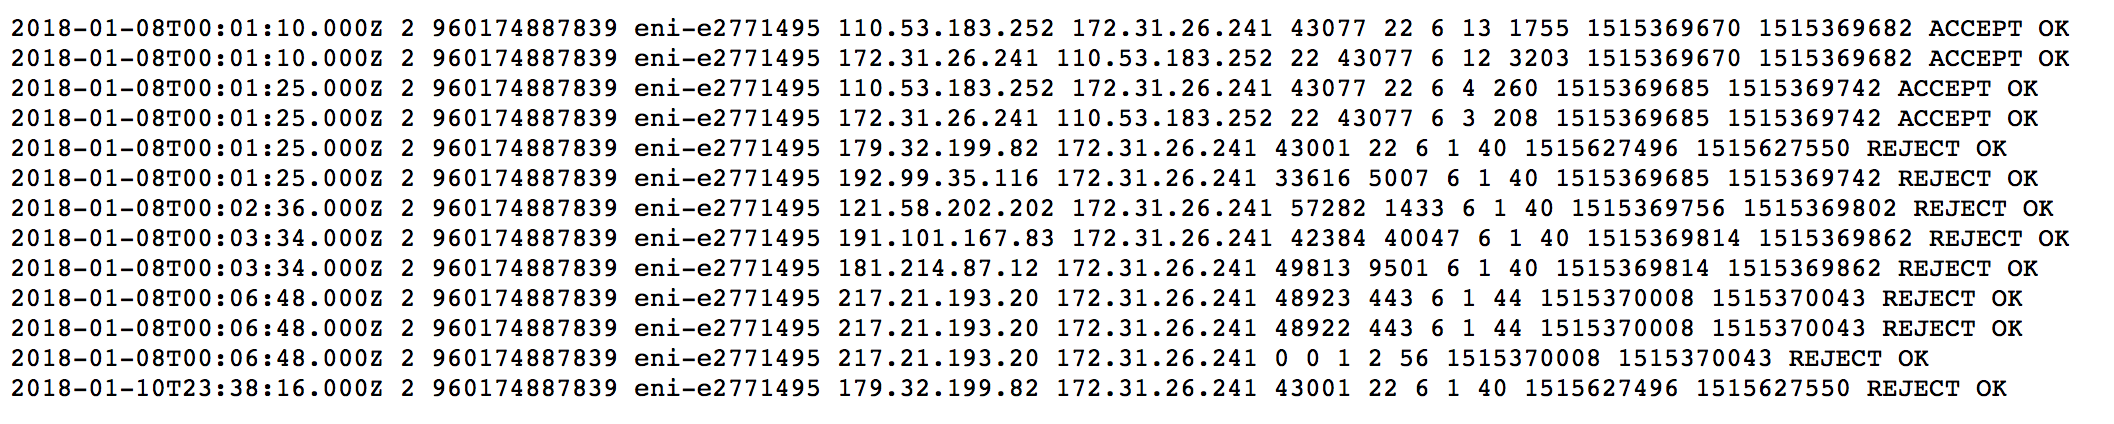 2018-01-08T00:01:10.000Z 2 960174887839 eni-e2771495 110.53.183.252 172.31.26.241 43077 22 6 13 1755 1515369670 1515369682 ACCEPT OK
2018-01-08T00:01:10.000Z 2 960174887839 eni-e2771495 172.31.26.241 110.53.183.252 22 43077 6 12 3203 1515369670 1515369682 ACCEPT OK
2018-01-08T00:01:25.000Z 2 960174887839 eni-e2771495 110.53.183.252 172.31.26.241 43077 22 6 4 260 1515369685 1515369742 ACCEPT OK
2018-01-08T00:01:25.000Z 2 960174887839 eni-e2771495 172.31.26.241 110.53.183.252 22 43077 6 3 208 1515369685 1515369742 ACCEPT OK
2018-01-08T00:01:25.000Z 2 960174887839 eni-e2771495 179.32.199.82 172.31.26.241 43001 22 6 1 40 1515627496 1515627550 REJECT OK
2018-01-08T00:01:25.000Z 2 960174887839 eni-e2771495 192.99.35.116 172.31.26.241 33616 5007 6 1 40 1515369685 1515369742 REJECT OK
2018-01-08T00:02:36.000Z 2 960174887839 eni-e2771495 121.58.202.202 172.31.26.241 57282 1433 6 1 40 1515369756 1515369802 REJECT OK
2018-01-08T00:03:34.000Z 2 960174887839 eni-e2771495 191.101.167.83 172.31.26.241 42384 40047 6 1 40 1515369814 1515369862 REJECT OK
2018-01-08T00:03:34.000Z 2 960174887839 eni-e2771495 181.214.87.12 172.31.26.241 49813 9501 6 1 40 1515369814 1515369862 REJECT OK
2018-01-08T00:06:48.000Z 2 960174887839 eni-e2771495 217.21.193.20 172.31.26.241 48923 443 6 1 44 1515370008 1515370043 REJECT OK
2018-01-08T00:06:48.000Z 2 960174887839 eni-e2771495 217.21.193.20 172.31.26.241 48922 443 6 1 44 1515370008 1515370043 REJECT OK
2018-01-08T00:06:48.000Z 2 960174887839 eni-e2771495 217.21.193.20 172.31.26.241 0 0 1 2 56 1515370008 1515370043 REJECT OK
2018-01-10T23:38:16.000Z 2 960174887839 eni-e2771495 179.32.199.82 172.31.26.241 43001 22 6 1 40 1515627496 1515627550 REJECT OK